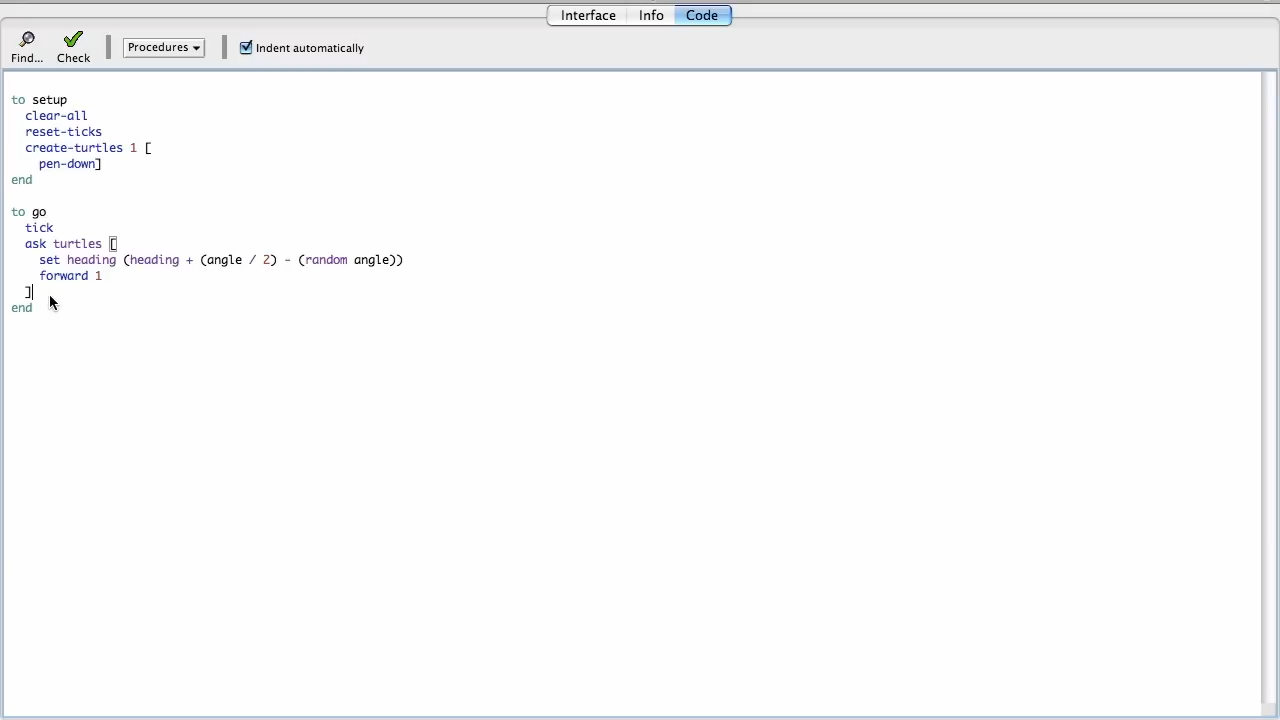 Interface Info Code
Find... Check Procedures Indent automatically
to setup
  clear-all
  reset-ticks
  create-turtles 1 [
    pen-down]
end
to go
  tick
  ask turtles [
    set heading (heading + (angle / 2) - (random angle))
    forward 1
  ]
end